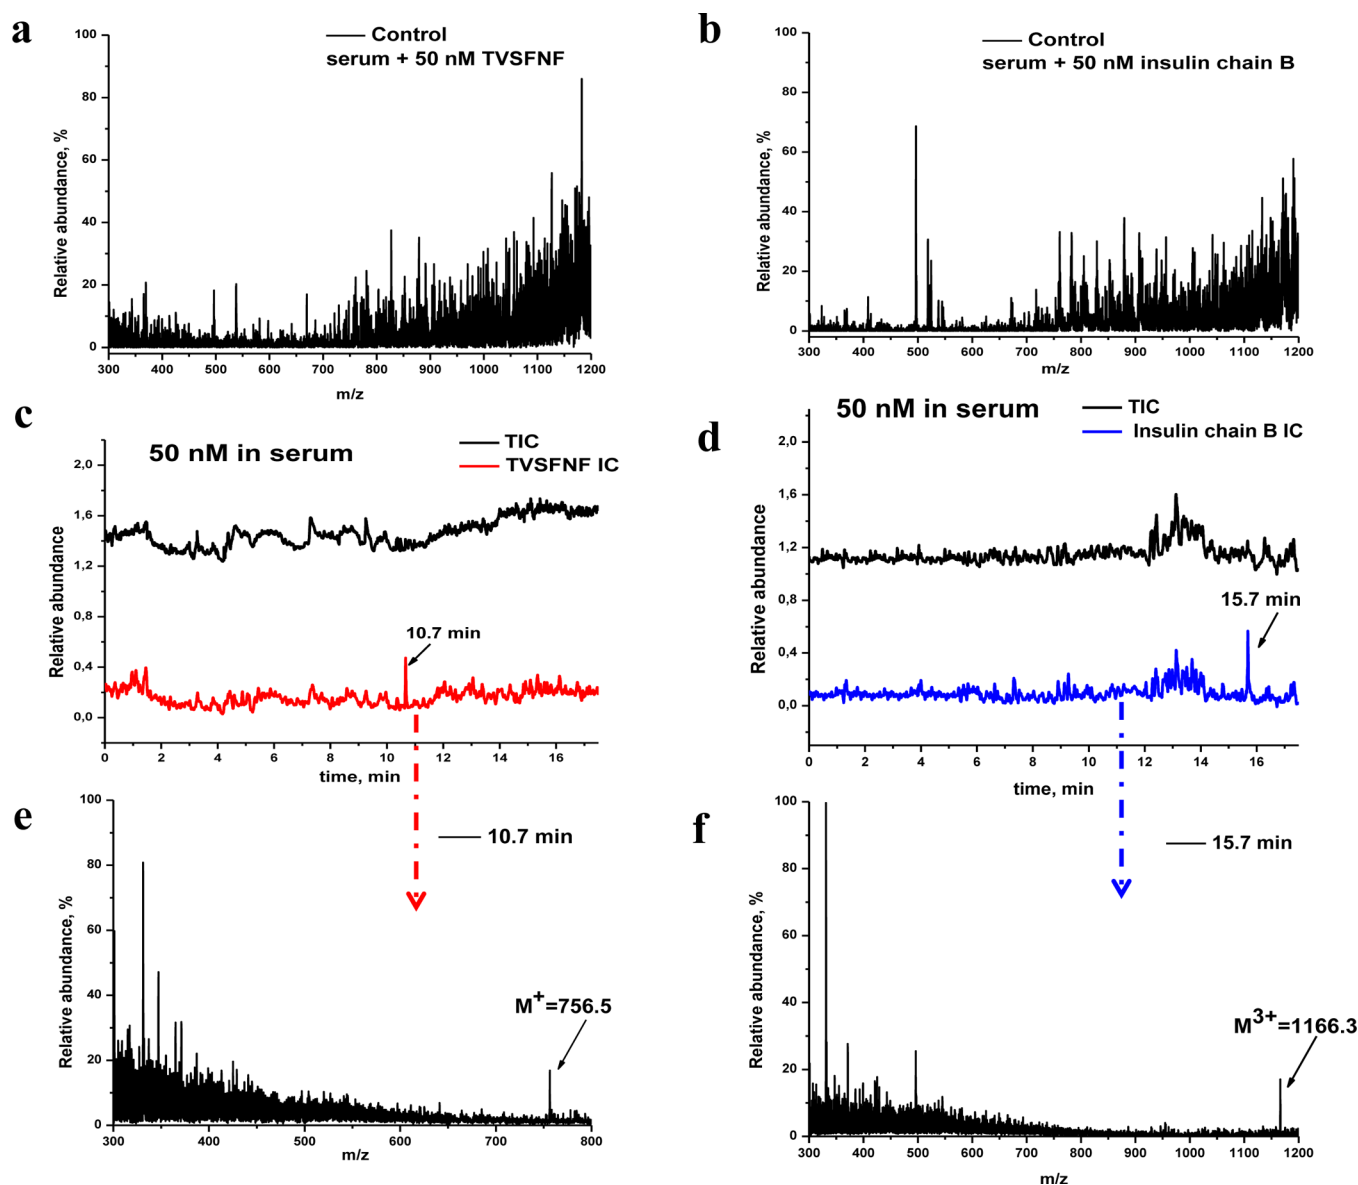 a
Control
serum + 50 nM TVSFNF
Relative abundance, %
100
80
60
40
20
0
300 400 500 600 700 800 900 1000 1100 1200
m/z
b
Control
serum + 50 nM insulin chain B
Relative abundance, %
100
80
60
40
20
0
300 400 500 600 700 800 900 1000 1100 1200
m/z
c
50 nM in serum
TIC
TVSFNF IC
Relative abundance
2,0
1,6
1,2
0,8
0,4
0,0
10.7 min
0 2 4 6 8 10 12 14 16
time, min
d
50 nM in serum
TIC
Insulin chain B IC
Relative abundance
2,0
1,6
1,2
0,8
0,4
0,0
15.7 min
0 2 4 6 8 10 12 14 16
time, min
e
10.7 min
Relative abundance, %
100
80
60
40
20
0
M+=756.5
300 400 500 600 700 800
m/z
f
15.7 min
Relative abundance, %
100
80
60
40
20
0
M3+=1166.3
300 400 500 600 700 800 900 1000 1100 1200
m/z